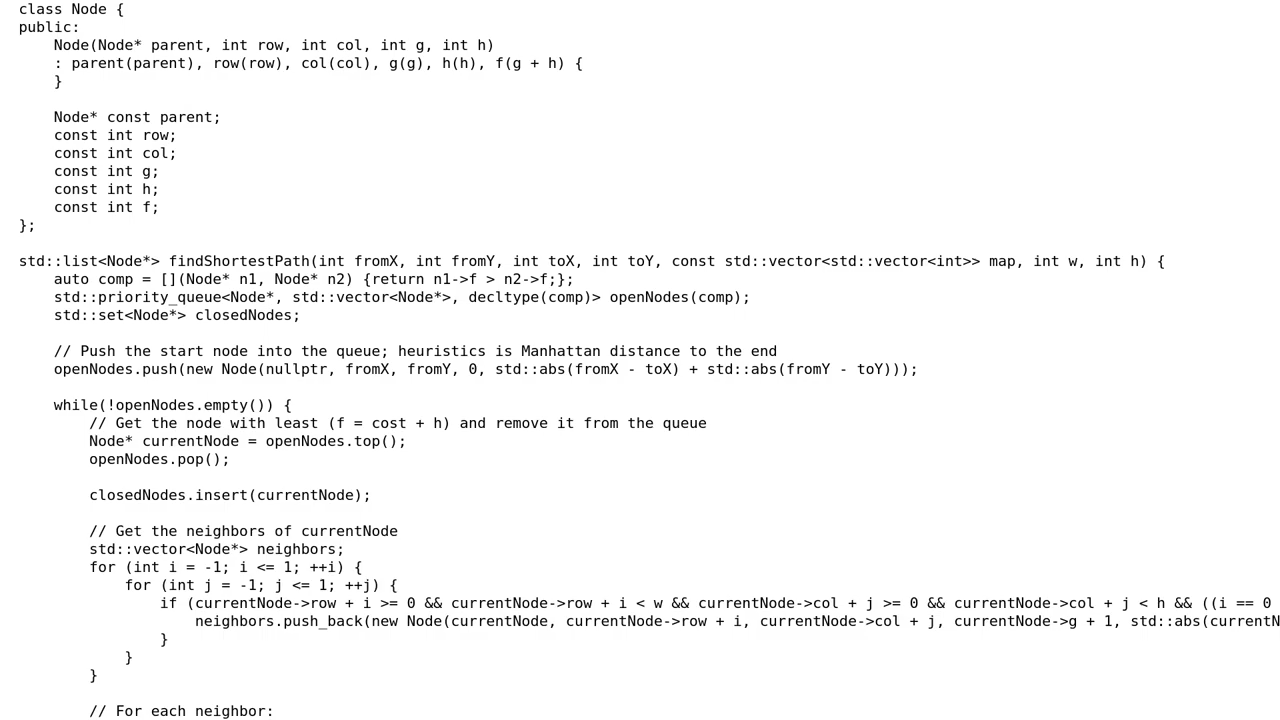 class Node {
public:
    Node(Node* parent, int row, int col, int g, int h)
    : parent(parent), row(row), col(col), g(g), h(h), f(g + h) {
    }

    Node* const parent;
    const int row;
    const int col;
    const int g;
    const int h;
    const int f;
};

std::list<Node*> findShortestPath(int fromX, int fromY, int toX, int toY, const std::vector<std::vector<int>> map, int w, int h) {
    auto comp = [](Node* n1, Node* n2) {return n1->f > n2->f;};
    std::priority_queue<Node*, std::vector<Node*>, decltype(comp)> openNodes(comp);
    std::set<Node*> closedNodes;

    // Push the start node into the queue; heuristics is Manhattan distance to the end
    openNodes.push(new Node(nullptr, fromX, fromY, 0, std::abs(fromX - toX) + std::abs(fromY - toY)));

    while(!openNodes.empty()) {
        // Get the node with least (f = cost + h) and remove it from the queue
        Node* currentNode = openNodes.top();
        openNodes.pop();

        closedNodes.insert(currentNode);

        // Get the neighbors of currentNode
        std::vector<Node*> neighbors;
        for (int i = -1; i <= 1; ++i) {
            for (int j = -1; j <= 1; ++j) {
                if (currentNode->row + i >= 0 && currentNode->row + i < w && currentNode->col + j >= 0 && currentNode->col + j < h && ((i == 0
                    neighbors.push_back(new Node(currentNode, currentNode->row + i, currentNode->col + j, currentNode->g + 1, std::abs(currentN
                }
            }
        }

        // For each neighbor: